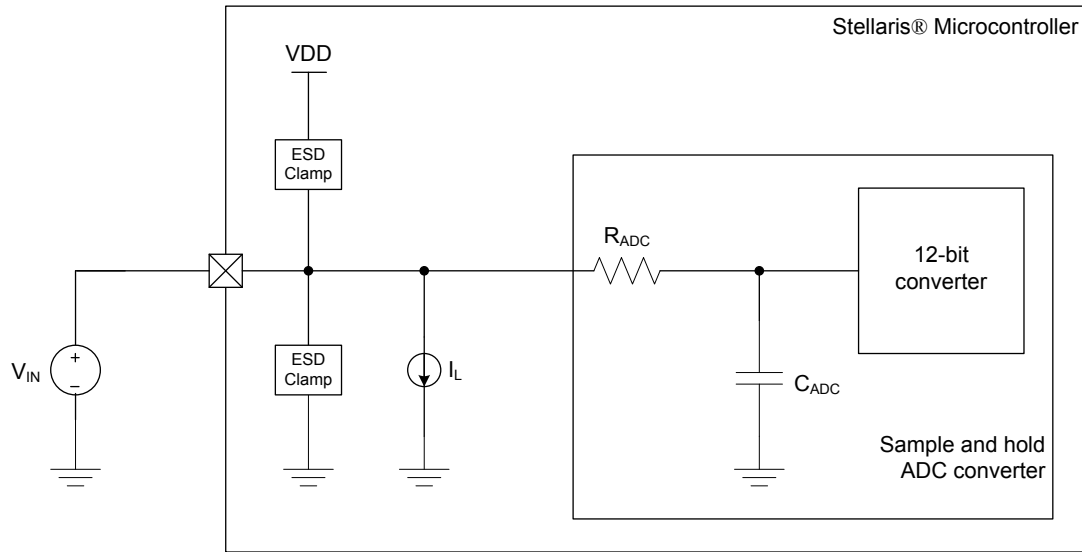 Stellaris® Microcontroller
VDD
ESD
Clamp
R_ADC
12-bit
converter
V_IN
+
–
ESD
Clamp
I_L
C_ADC
Sample and hold
ADC converter